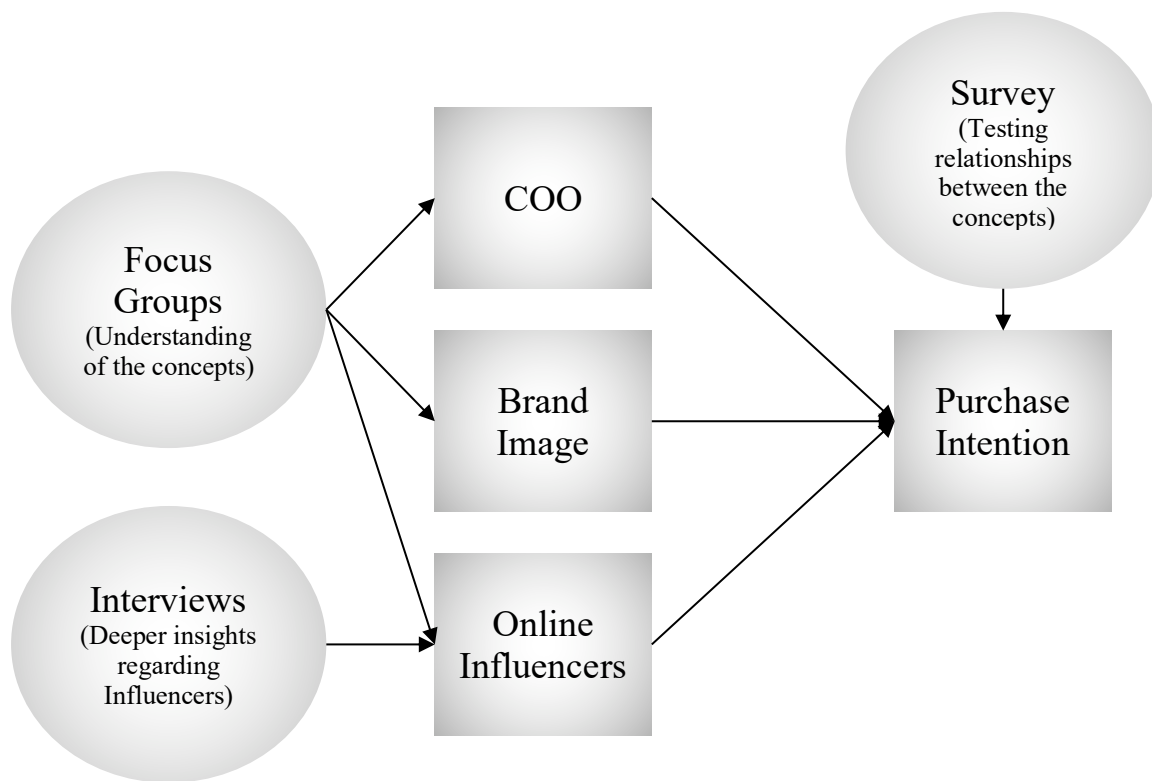 Survey
(Testing
relationships
between the
concepts)
COO
Focus
Groups
(Understanding
of the concepts)
Brand
Image
Purchase
Intention
Interviews
(Deeper insights
regarding
Influencers)
Online
Influencers